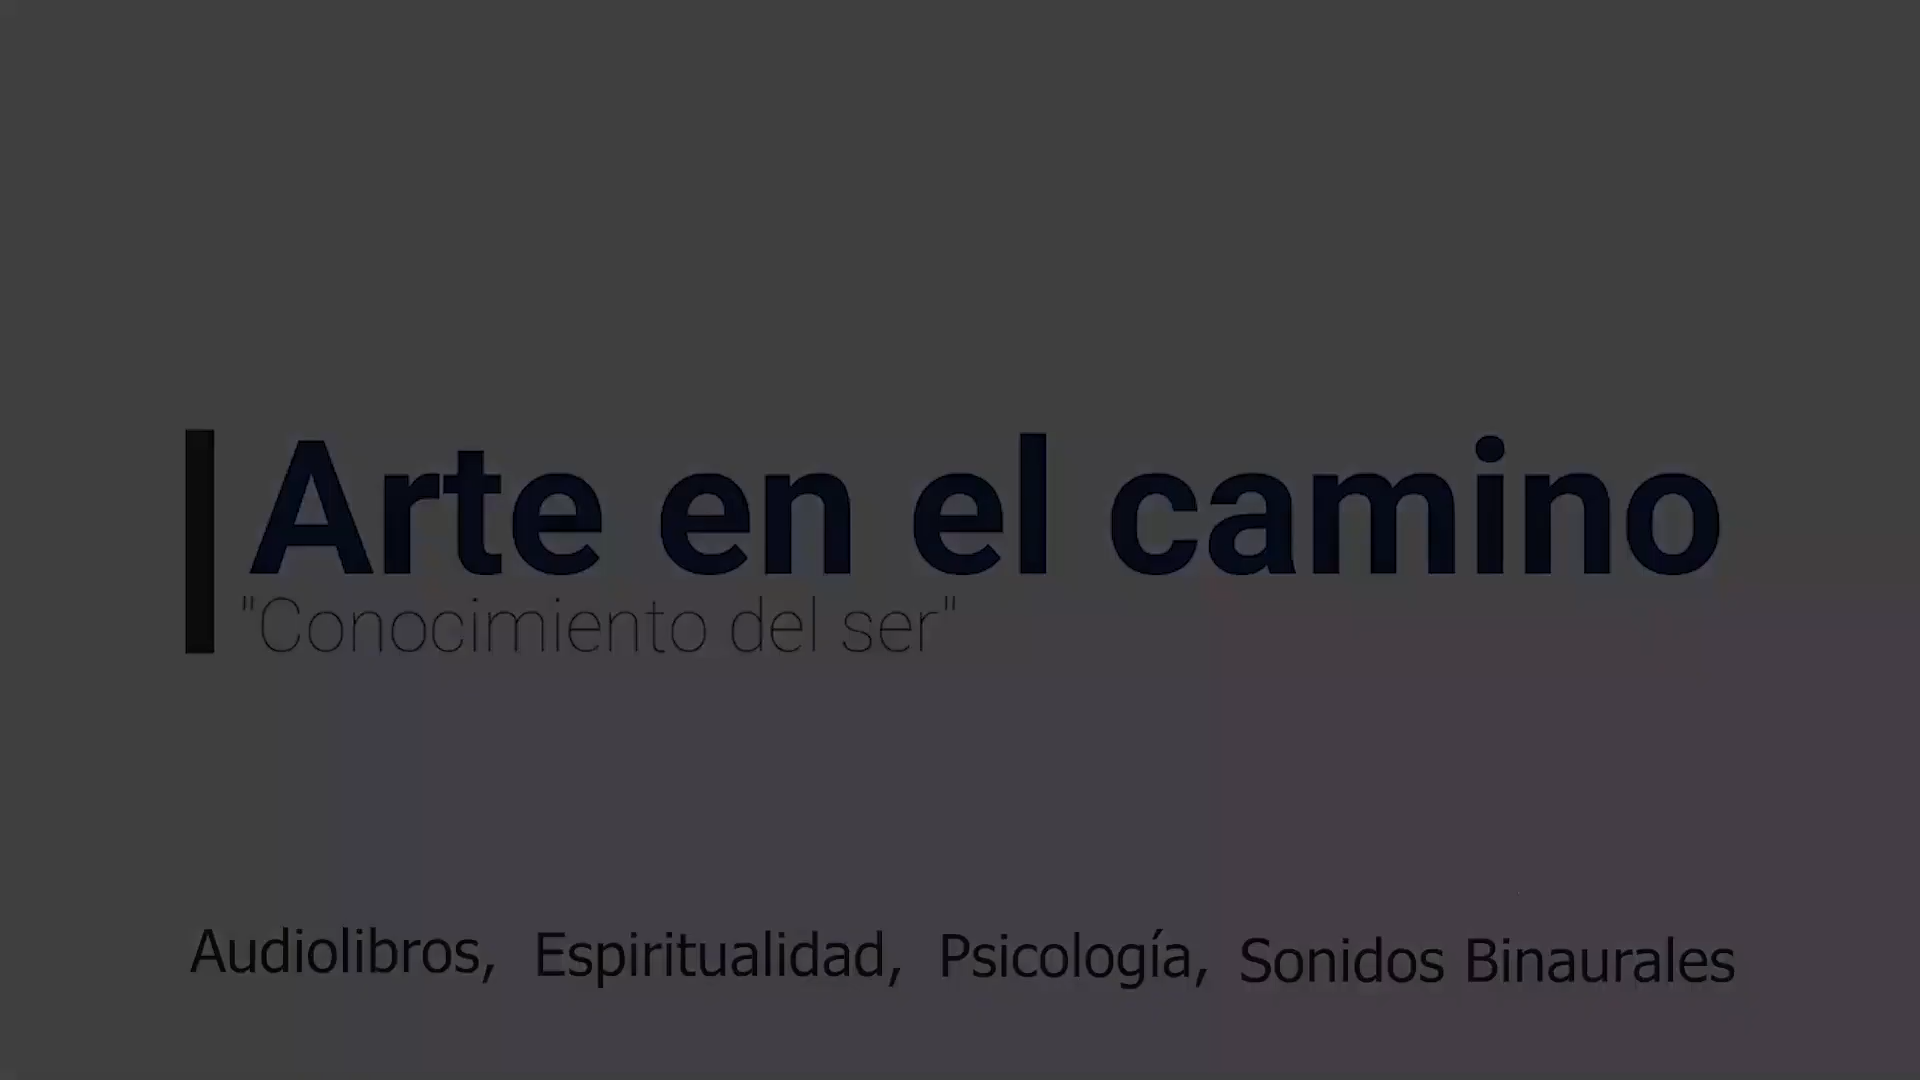 Arte en el camino
"Conocimiento del ser"
Audiolibros, Espiritualidad, Psicología, Sonidos Binaurales